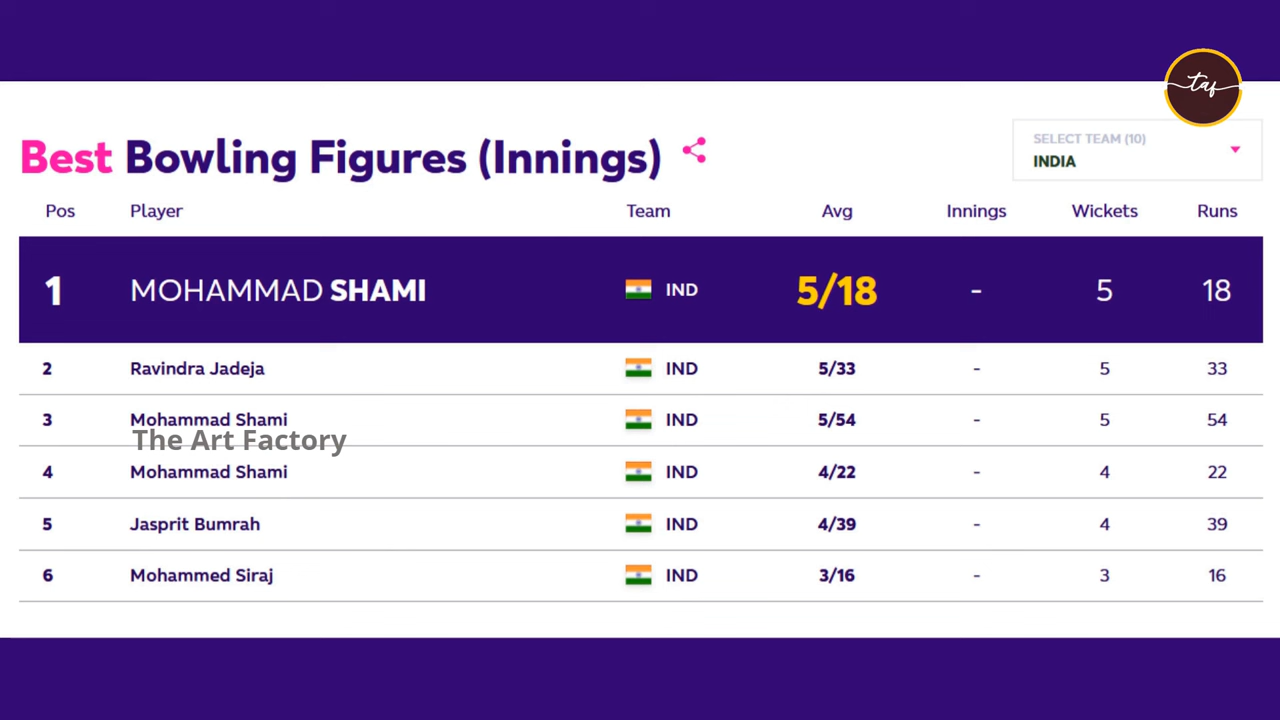 taf
Best Bowling Figures (Innings)
SELECT TEAM (10)
INDIA
Pos Player Team Avg Innings Wickets Runs
1 MOHAMMAD SHAMI IND 5/18 - 5 18
2 Ravindra Jadeja IND 5/33 - 5 33
3 Mohammad Shami IND 5/54 - 5 54
The Art Factory
4 Mohammad Shami IND 4/22 - 4 22
5 Jasprit Bumrah IND 4/39 - 4 39
6 Mohammed Siraj IND 3/16 - 3 16